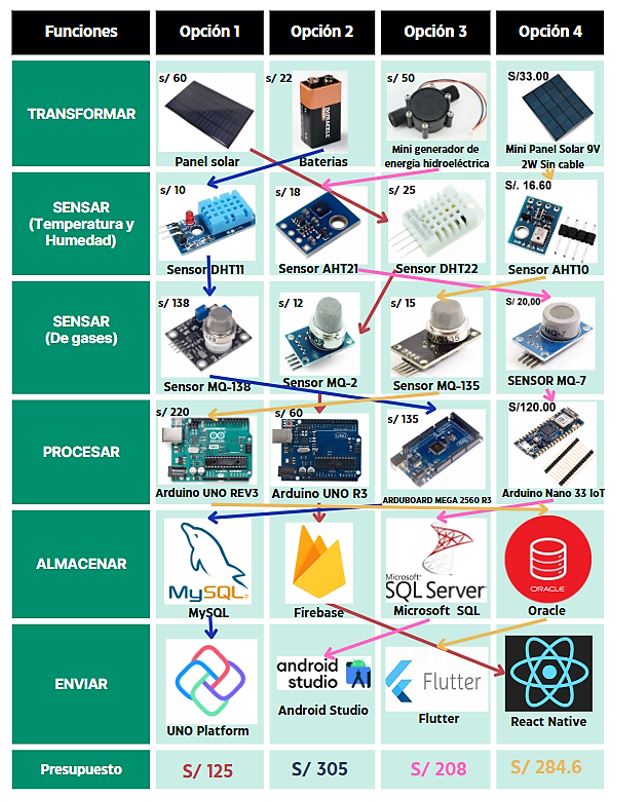 Funciones Opción 1 Opción 2 Opción 3 Opción 4
TRANSFORMAR
s/ 60
Panel solar
s/ 22
DURACELL
Baterias
s/ 50
Mini generador de
energia hidroeléctrica
S/33.00
Mini Panel Solar 9V
2W Sin cable
SENSAR
(Temperatura y
Humedad)
s/ 10
Sensor DHT11
s/ 18
Sensor AHT21
s/ 25
Sensor DHT22
S/. 16.60
Sensor AHT10
SENSAR
(De gases)
s/ 138
Sensor MQ-138
s/ 12
Sensor MQ-2
s/ 15
Sensor MQ-135
S/ 20,00
MQ-7
SENSOR MQ-7
PROCESAR
s/ 220
Arduino UNO REV3
s/ 60
UNO
Arduino UNO R3
s/ 135
ARDUBOARD MEGA 2560 R3
S/120.00
Arduino Nano 33 IoT
ALMACENAR
MySQL
MySQL
Firebase
Microsoft
SQL Server
Microsoft SQL
ORACLE
Oracle
ENVIAR
UNO Platform
android
studio
Android Studio
Flutter
Flutter
React Native
Presupuesto S/ 125 S/ 305 S/ 208 S/ 284.6